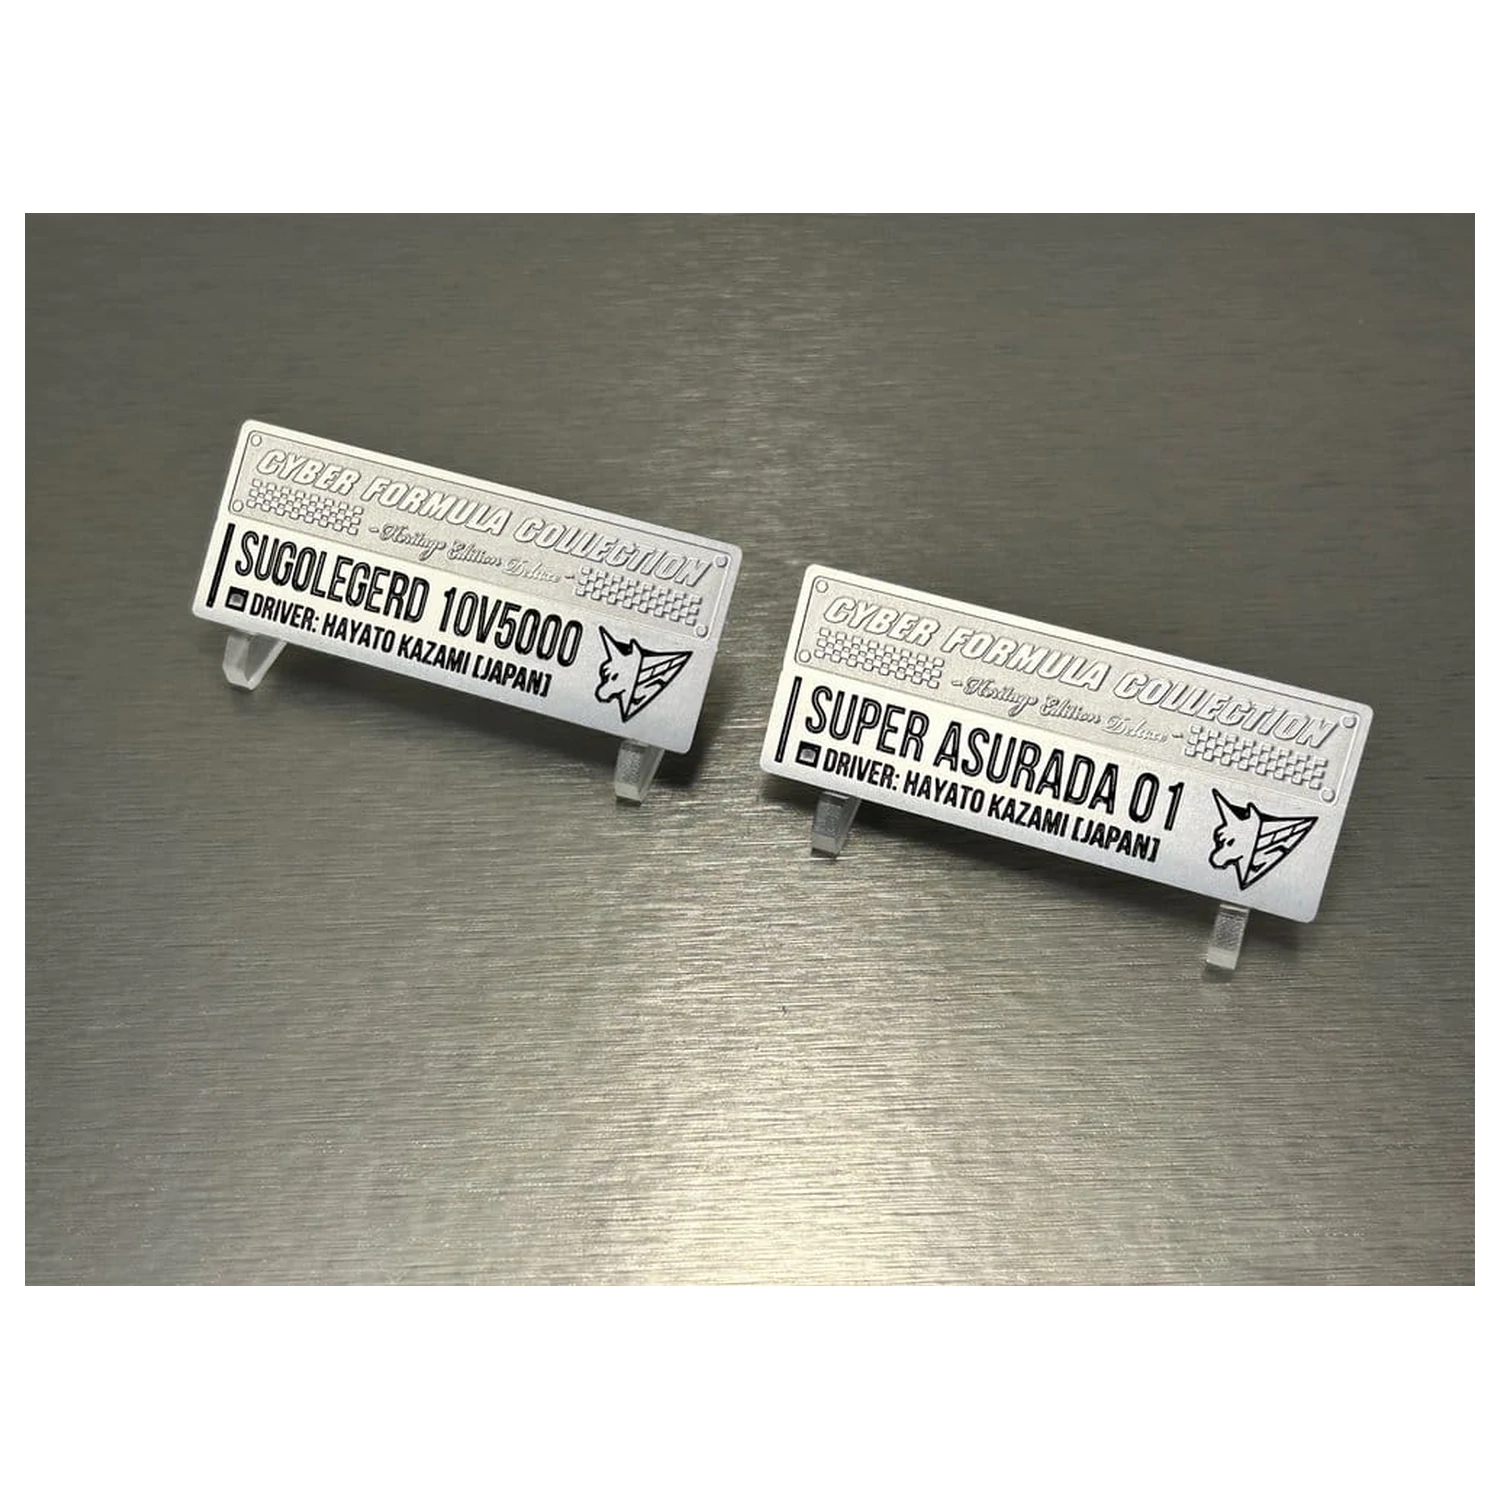 CYBER FORMULA COLLECTION
- Heritage Edition Deluxe -
SUGOLEGERD 10V5000
DRIVER: HAYATO KAZAMI [JAPAN]
CYBER FORMULA COLLECTION
- Heritage Edition Deluxe -
SUPER ASURADA 01
DRIVER: HAYATO KAZAMI [JAPAN]